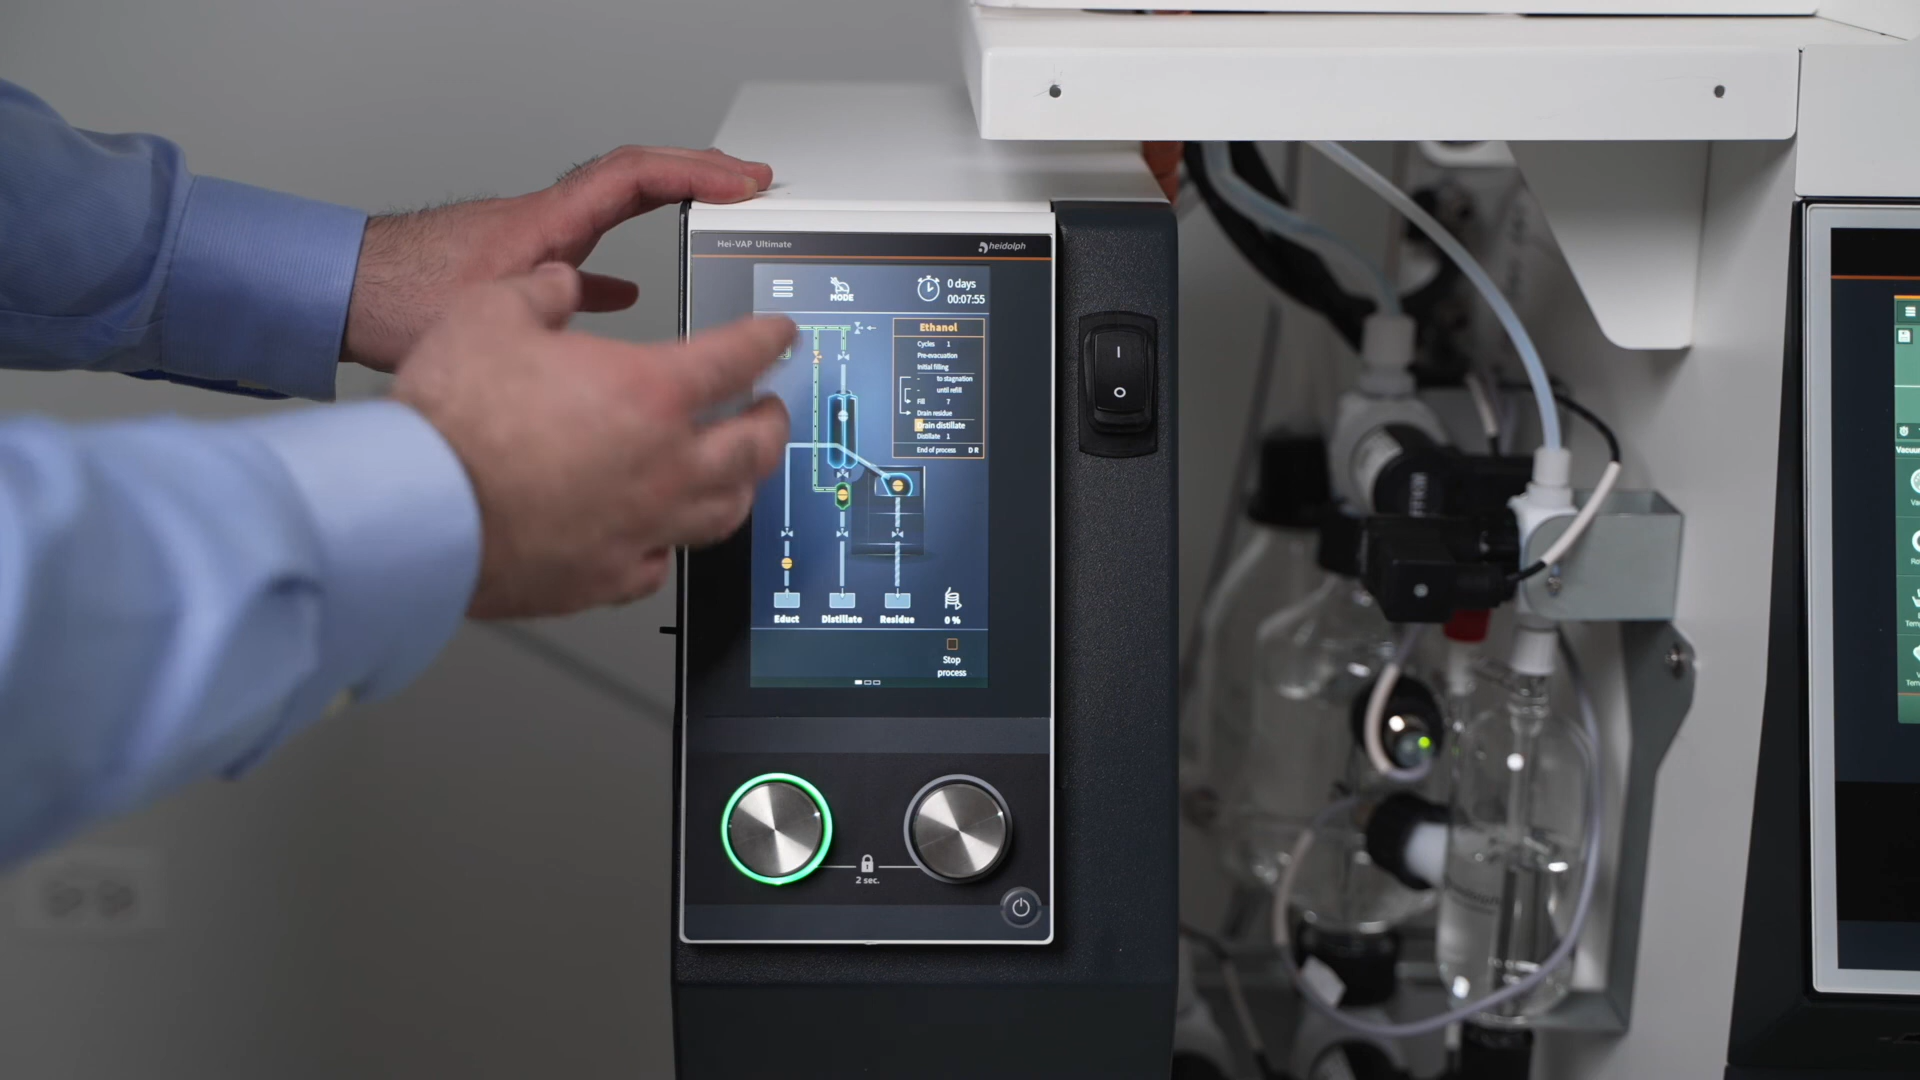 Hei-VAP Ultimate
heidolph
MODE
0 days
00:07:55
Ethanol
Cycles 1
Pre-evacuation
Initial filling
- to stagnation
- until refill
Fill 7
Drain residue
Drain distillate
Distillate 1
End of process D R
Educt
Distillate
Residue
0 %
Stop
process
2 sec.
I
O